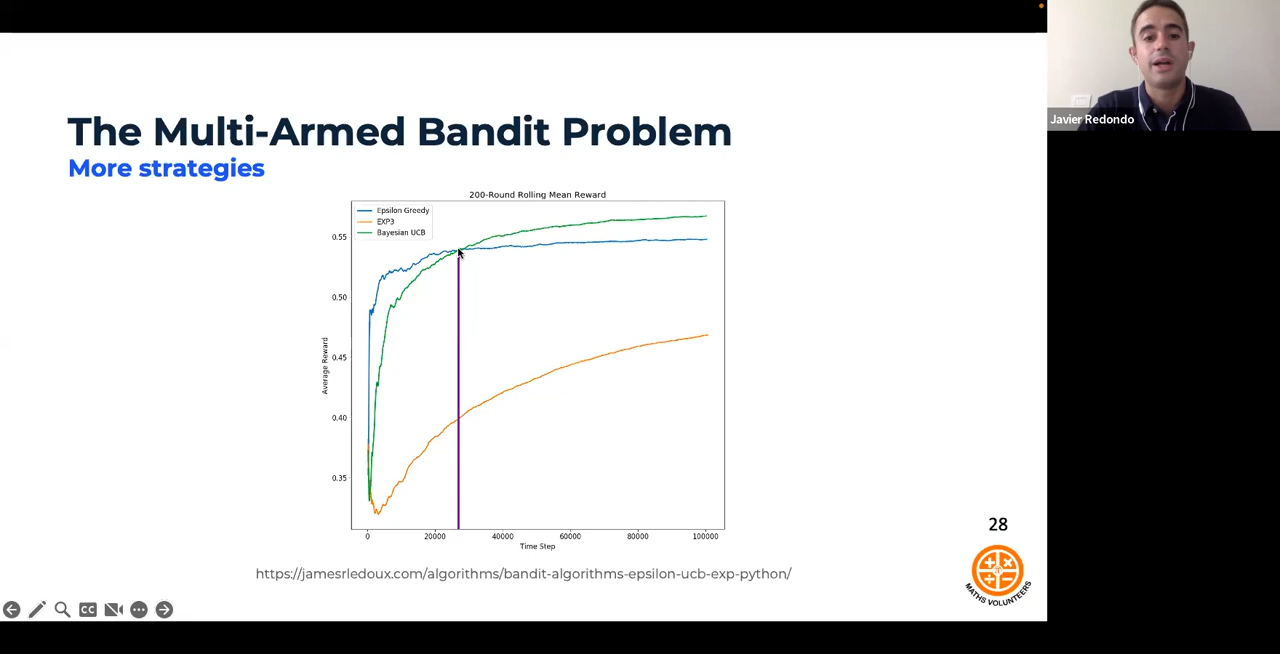 The Multi-Armed Bandit Problem
More strategies
200-Round Rolling Mean Reward
Epsilon Greedy
EXP3
Bayesian UCB
0.55
0.50
0.45
0.40
0.35
Average Reward
0 20000 40000 60000 80000 100000
Time Step
https://jamesrledoux.com/algorithms/bandit-algorithms-epsilon-ucb-exp-python/
28
MATHS VOLUNTEERS
CC
Javier Redondo